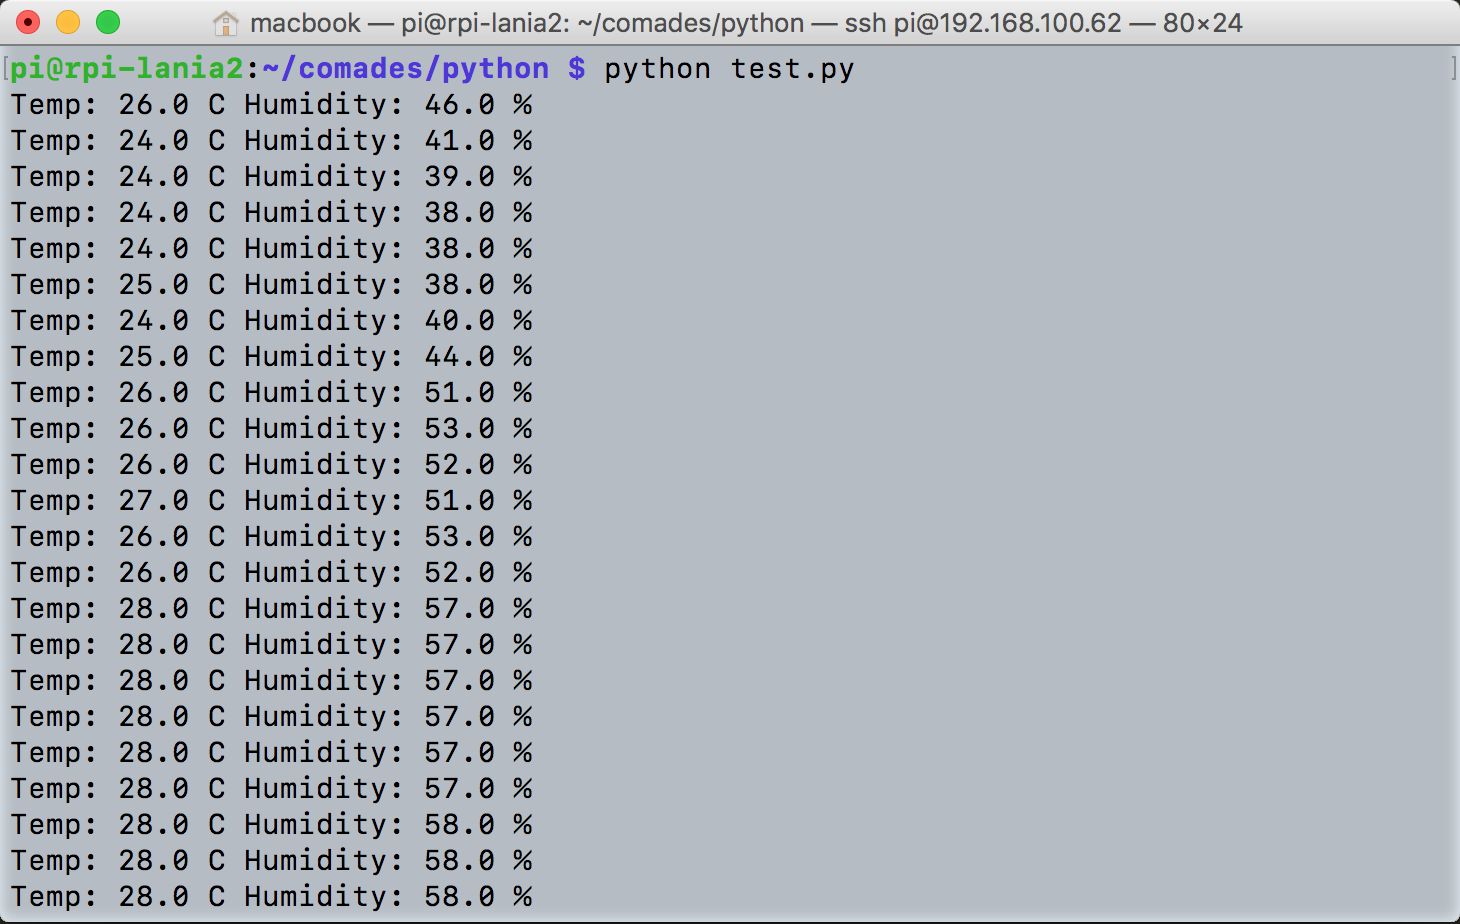 macbook — pi@rpi-lania2: ~/comades/python — ssh pi@192.168.100.62 — 80×24
[pi@rpi-lania2:~/comades/python $ python test.py ]
Temp: 26.0 C Humidity: 46.0 %
Temp: 24.0 C Humidity: 41.0 %
Temp: 24.0 C Humidity: 39.0 %
Temp: 24.0 C Humidity: 38.0 %
Temp: 24.0 C Humidity: 38.0 %
Temp: 25.0 C Humidity: 38.0 %
Temp: 24.0 C Humidity: 40.0 %
Temp: 25.0 C Humidity: 44.0 %
Temp: 26.0 C Humidity: 51.0 %
Temp: 26.0 C Humidity: 53.0 %
Temp: 26.0 C Humidity: 52.0 %
Temp: 27.0 C Humidity: 51.0 %
Temp: 26.0 C Humidity: 53.0 %
Temp: 26.0 C Humidity: 52.0 %
Temp: 28.0 C Humidity: 57.0 %
Temp: 28.0 C Humidity: 57.0 %
Temp: 28.0 C Humidity: 57.0 %
Temp: 28.0 C Humidity: 57.0 %
Temp: 28.0 C Humidity: 57.0 %
Temp: 28.0 C Humidity: 57.0 %
Temp: 28.0 C Humidity: 58.0 %
Temp: 28.0 C Humidity: 58.0 %
Temp: 28.0 C Humidity: 58.0 %